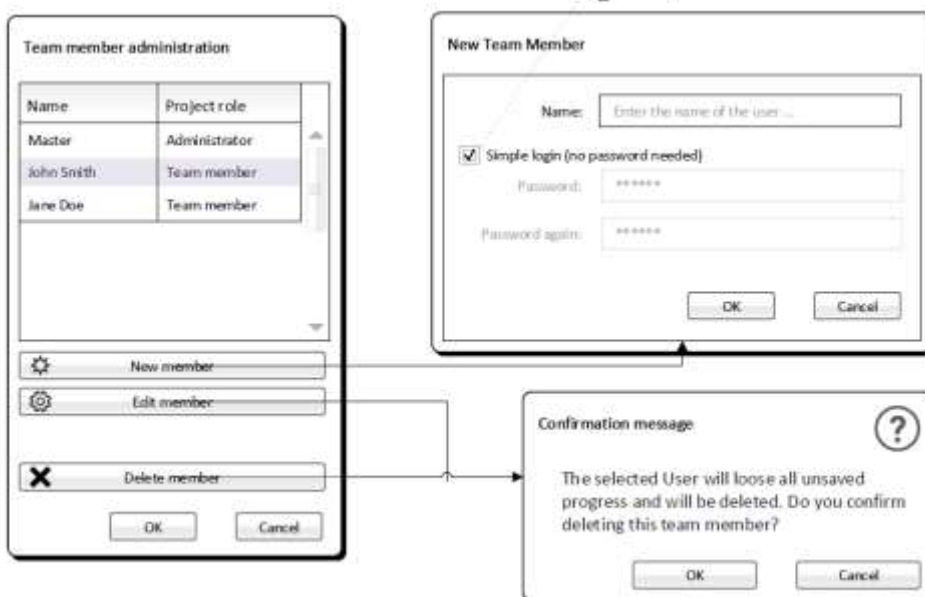 Team member administration
Name Project role
Master Administrator
John Smith Team member
Jane Doe Team member
New member
Edit member
Delete member
OK Cancel
New Team Member
Name: Enter the name of the user ...
Simple login (no password needed)
Password: ******
Password again: ******
OK Cancel
Confirmation message
?
The selected User will loose all unsaved
progress and will be deleted. Do you confirm
deleting this team member?
OK Cancel